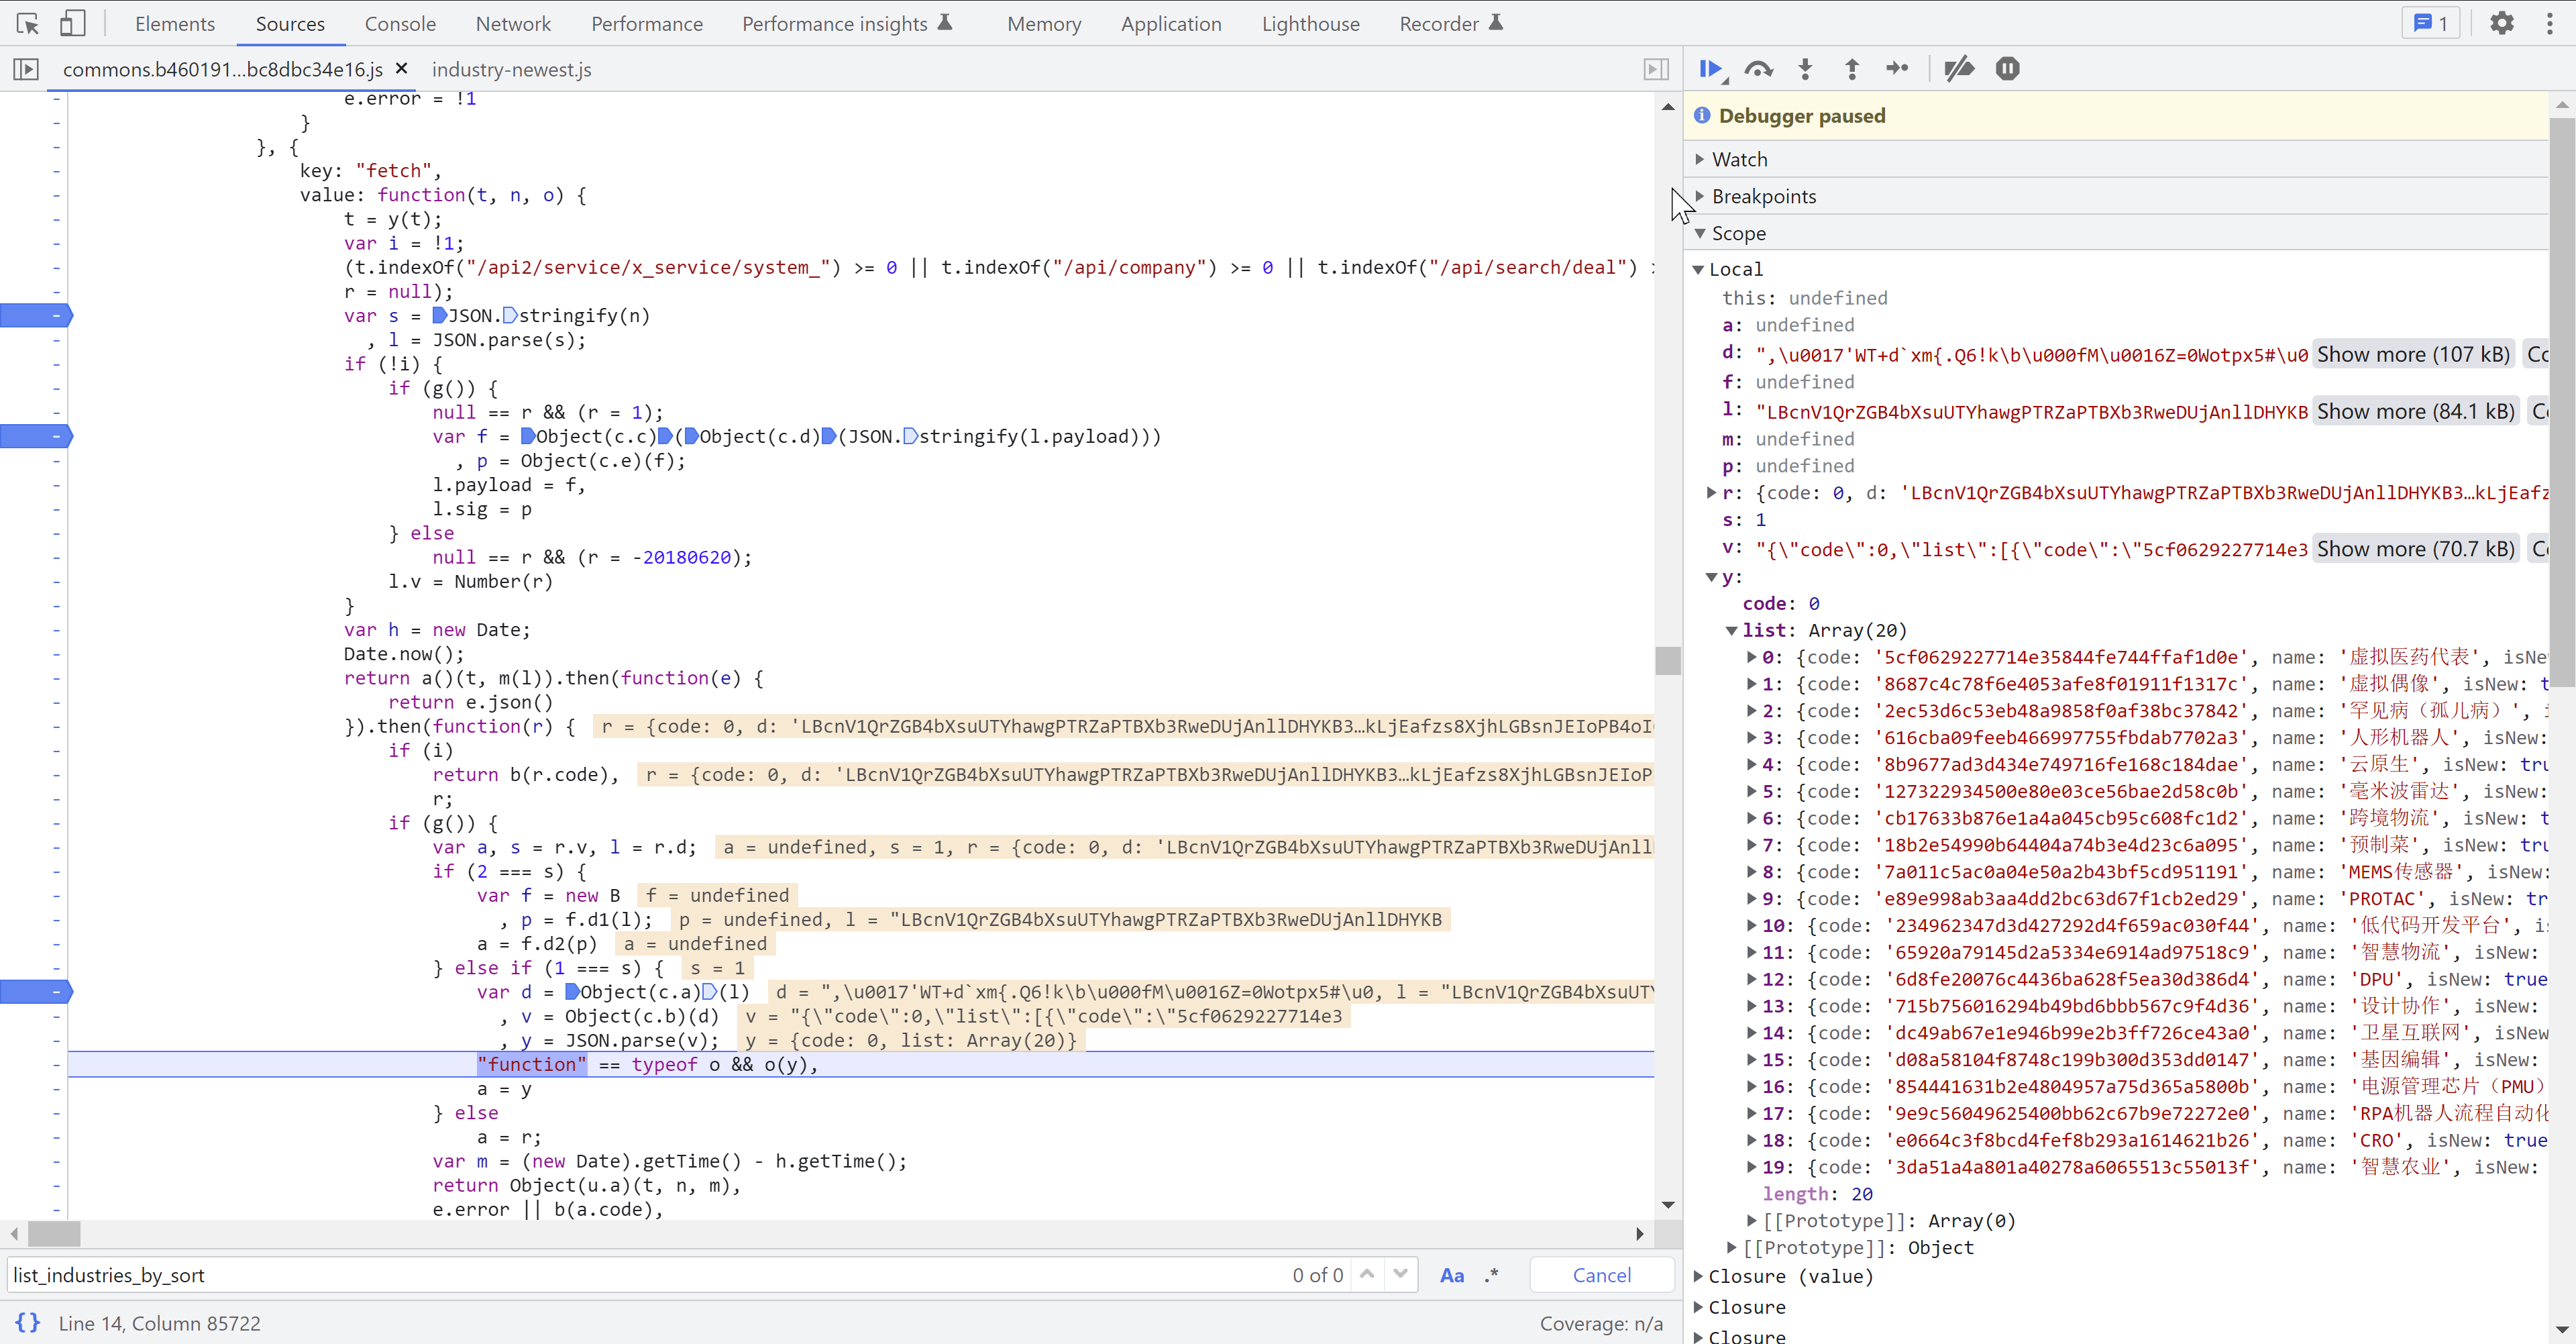 Elements Sources Console Network Performance Performance insights Memory Application Lighthouse Recorder 1
commons.b460191...bc8dbc34e16.js × industry-newest.js
e.error = !1
}
}, {
key: "fetch",
value: function(t, n, o) {
t = y(t);
var i = !1;
(t.indexOf("/api2/service/x_service/system_") >= 0 || t.indexOf("/api/company") >= 0 || t.indexOf("/api/search/deal")
r = null);
var s = JSON.stringify(n)
, l = JSON.parse(s);
if (!i) {
if (g()) {
null == r && (r = 1);
var f = Object(c.c)(Object(c.d)(JSON.stringify(l.payload)))
, p = Object(c.e)(f);
l.payload = f,
l.sig = p
} else
null == r && (r = -20180620);
l.v = Number(r)
}
var h = new Date;
Date.now();
return a()(t, m(l)).then(function(e) {
return e.json()
}).then(function(r) { r = {code: 0, d: 'LBcnV1QrZGB4bXsuUTYhawgPTRZaPTBXb3RweDUjAnllDHYKB3…kLjEafzs8XjhLGBsnJEIoPB4oI
if (i)
return b(r.code), r = {code: 0, d: 'LBcnV1QrZGB4bXsuUTYhawgPTRZaPTBXb3RweDUjAnllDHYKB3…kLjEafzs8XjhLGBsnJEIoP
r;
if (g()) {
var a, s = r.v, l = r.d; a = undefined, s = 1, r = {code: 0, d: 'LBcnV1QrZGB4bXsuUTYhawgPTRZaPTBXb3RweDUjAnll
if (2 === s) {
var f = new B f = undefined
, p = f.d1(l); p = undefined, l = "LBcnV1QrZGB4bXsuUTYhawgPTRZaPTBXb3RweDUjAnllDHYKB
a = f.d2(p) a = undefined
} else if (1 === s) { s = 1
var d = Object(c.a)(l) d = ",\u0017'WT+d`xm{.Q6!k\b\u000fM\u0016Z=0Wotpx5#\u0, l = "LBcnV1QrZGB4bXsuUTY
, v = Object(c.b)(d) v = "{\"code\":0,\"list\":[{\"code\":\"5cf0629227714e3
, y = JSON.parse(v); y = {code: 0, list: Array(20)}
"function" == typeof o && o(y),
a = y
} else
a = r;
var m = (new Date).getTime() - h.getTime();
return Object(u.a)(t, n, m),
e.error || b(a.code),
list_industries_by_sort 0 of 0 Aa .* Cancel
{} Line 14, Column 85722 Coverage: n/a
Debugger paused
Watch
Breakpoints
Scope
Local
this: undefined
a: undefined
d: ",\u0017'WT+d`xm{.Q6!k\b\u000fM\u0016Z=0Wotpx5#\u0 Show more (107 kB) Co
f: undefined
l: "LBcnV1QrZGB4bXsuUTYhawgPTRZaPTBXb3RweDUjAnllDHYKB Show more (84.1 kB) C
m: undefined
p: undefined
r: {code: 0, d: 'LBcnV1QrZGB4bXsuUTYhawgPTRZaPTBXb3RweDUjAnllDHYKB3…kLjEafz
s: 1
v: "{\"code\":0,\"list\":[{\"code\":\"5cf0629227714e3 Show more (70.7 kB) C
y:
code: 0
list: Array(20)
0: {code: '5cf0629227714e35844fe744ffaf1d0e', name: '虚拟医药代表', isNe
1: {code: '8687c4c78f6e4053afe8f01911f1317c', name: '虚拟偶像', isNew: t
2: {code: '2ec53d6c53eb48a9858f0af38bc37842', name: '罕见病（孤儿病）', i
3: {code: '616cba09feeb466997755fbdab7702a3', name: '人形机器人', isNew:
4: {code: '8b9677ad3d434e749716fe168c184dae', name: '云原生', isNew: tru
5: {code: '127322934500e80e03ce56bae2d58c0b', name: '毫米波雷达', isNew:
6: {code: 'cb17633b876e1a4a045cb95c608fc1d2', name: '跨境物流', isNew: t
7: {code: '18b2e54990b64404a74b3e4d23c6a095', name: '预制菜', isNew: tru
8: {code: '7a011c5ac0a04e50a2b43bf5cd951191', name: 'MEMS传感器', isNew:
9: {code: 'e89e998ab3aa4dd2bc63d67f1cb2ed29', name: 'PROTAC', isNew: tr
10: {code: '234962347d3d427292d4f659ac030f44', name: '低代码开发平台', i
11: {code: '65920a79145d2a5334e6914ad97518c9', name: '智慧物流', isNew:
12: {code: '6d8fe20076c4436ba628f5ea30d386d4', name: 'DPU', isNew: true
13: {code: '715b756016294b49bd6bbb567c9f4d36', name: '设计协作', isNew:
14: {code: 'dc49ab67e1e946b99e2b3ff726ce43a0', name: '卫星互联网', isNew
15: {code: 'd08a58104f8748c199b300d353dd0147', name: '基因编辑', isNew:
16: {code: '854441631b2e4804957a75d365a5800b', name: '电源管理芯片（PMU）
17: {code: '9e9c56049625400bb62c67b9e72272e0', name: 'RPA机器人流程自动化
18: {code: 'e0664c3f8bcd4fef8b293a1614621b26', name: 'CRO', isNew: true
19: {code: '3da51a4a801a40278a6065513c55013f', name: '智慧农业', isNew:
length: 20
[[Prototype]]: Array(0)
[[Prototype]]: Object
Closure (value)
Closure
Closure